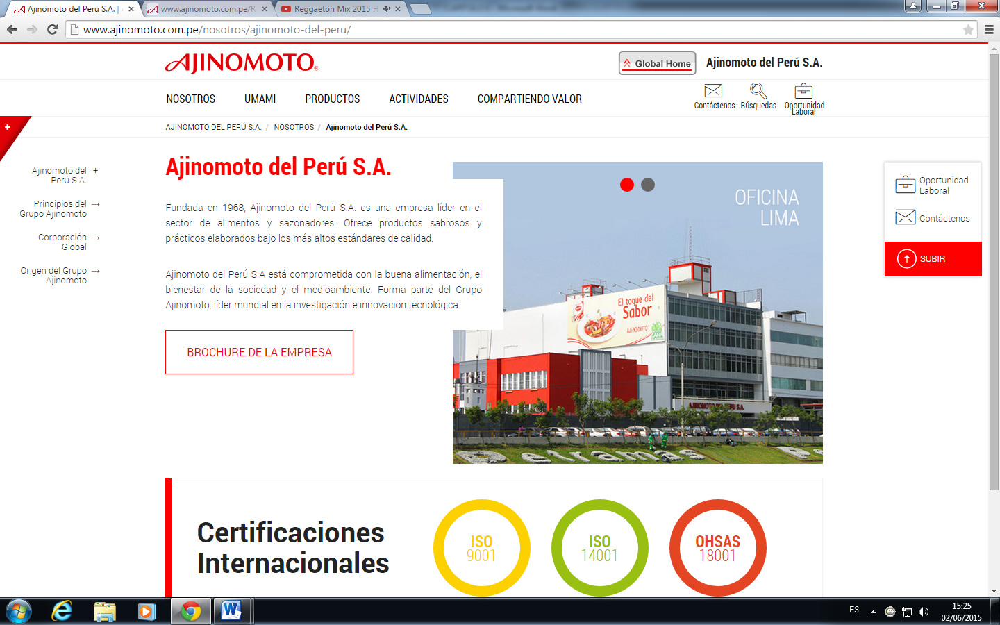 Ajinomoto del Perú S.A. |
www.ajinomoto.com.pe/R
Reggaeton Mix 2015 H
www.ajinomoto.com.pe/nosotros/ajinomoto-del-peru/
AJINOMOTO®
Global Home
Ajinomoto del Perú S.A.
NOSOTROS
UMAMI
PRODUCTOS
ACTIVIDADES
COMPARTIENDO VALOR
Contáctenos
Búsquedas
Oportunidad
Laboral
+
AJINOMOTO DEL PERÚ S.A. / NOSOTROS / Ajinomoto del Perú S.A.
Ajinomoto del +
Perú S.A.
Principios del →
Grupo Ajinomoto
Corporación →
Global
Origen del Grupo →
Ajinomoto
Ajinomoto del Perú S.A.
Fundada en 1968, Ajinomoto del Perú S.A. es una empresa líder en el
sector de alimentos y sazonadores. Ofrece productos sabrosos y
prácticos elaborados bajo los más altos estándares de calidad.
Ajinomoto del Perú S.A está comprometida con la buena alimentación, el
bienestar de la sociedad y el medioambiente. Forma parte del Grupo
Ajinomoto, líder mundial en la investigación e innovación tecnológica.
BROCHURE DE LA EMPRESA
OFICINA
LIMA
El toque del
Sabor
AJI-NO-MOTO
AJINOMOTO DEL PERU S.A.
Retamas
Oportunidad
Laboral
Contáctenos
SUBIR
Certificaciones
Internacionales
ISO
9001
ISO
14001
OHSAS
18001
ES
15:25
02/06/2015